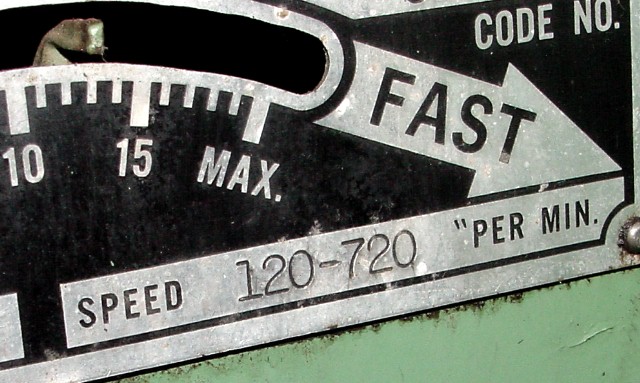 CODE NO.
FAST
10 15 MAX.
SPEED 120-720 "PER MIN.